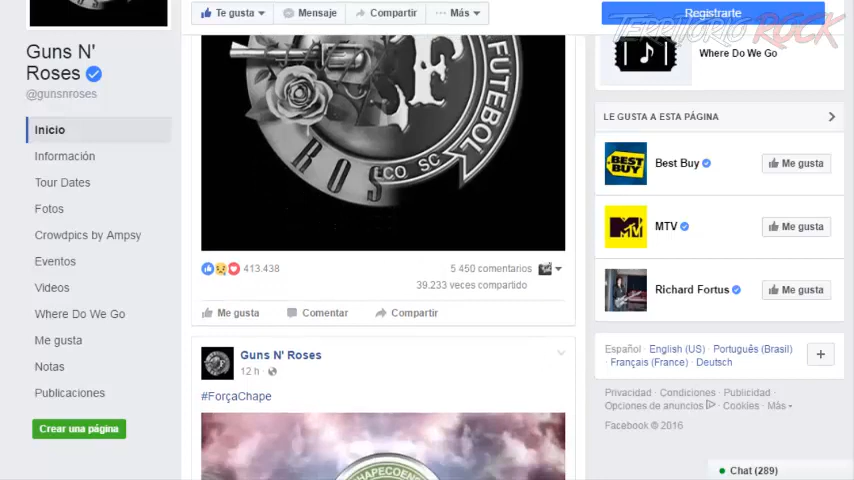 Te gusta
Mensaje
Compartir
Más
Registrarte
TERRITORIO ROCK
Guns N'
Roses
@gunsnroses
Inicio
Información
Tour Dates
Fotos
Crowdpics by Ampsy
Eventos
Videos
Where Do We Go
Me gusta
Notas
Publicaciones
Crear una página
FUTEBOL
ROS
CO SC
413.438
5 450 comentarios
39.233 veces compartido
Me gusta
Comentar
Compartir
Guns N' Roses
12 h
#ForçaChape
CHAPECOEN
Where Do We Go
LE GUSTA A ESTA PÁGINA
BEST BUY
Best Buy
Me gusta
MTV
MTV
Me gusta
Richard Fortus
Me gusta
Español · English (US) · Português (Brasil)
· Français (France) · Deutsch
Privacidad · Condiciones · Publicidad ·
Opciones de anuncios · Cookies · Más
Facebook © 2016
Chat (289)